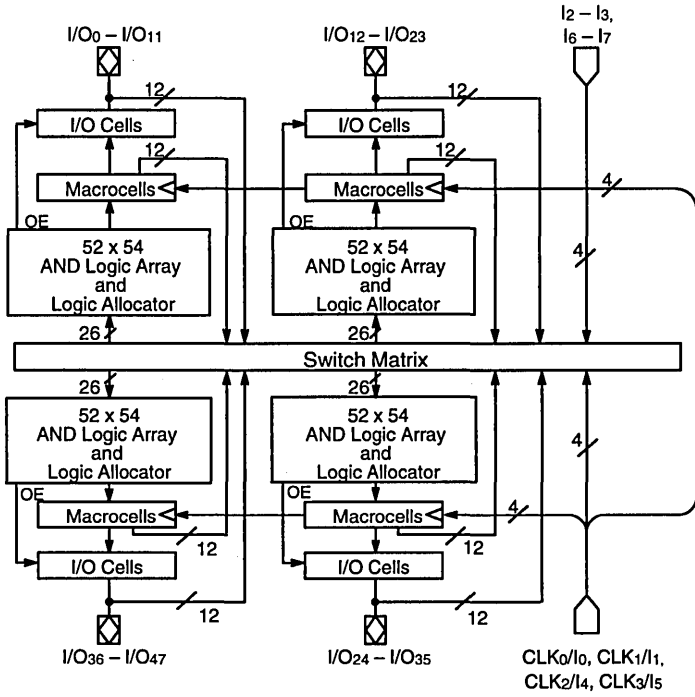 I/O0 – I/O11
I/O12 – I/O23
I2 – I3,
I6 – I7
12
12
I/O Cells
I/O Cells
12
12
Macrocells
Macrocells
4
OE
OE
52 x 54
AND Logic Array
and
Logic Allocator
52 x 54
AND Logic Array
and
Logic Allocator
4
26
26
Switch Matrix
26
26
52 x 54
AND Logic Array
and
Logic Allocator
52 x 54
AND Logic Array
and
Logic Allocator
4
OE
OE
Macrocells
Macrocells
4
12
12
I/O Cells
I/O Cells
12
12
I/O36 – I/O47
I/O24 – I/O35
CLK0/I0, CLK1/I1,
CLK2/I4, CLK3/I5